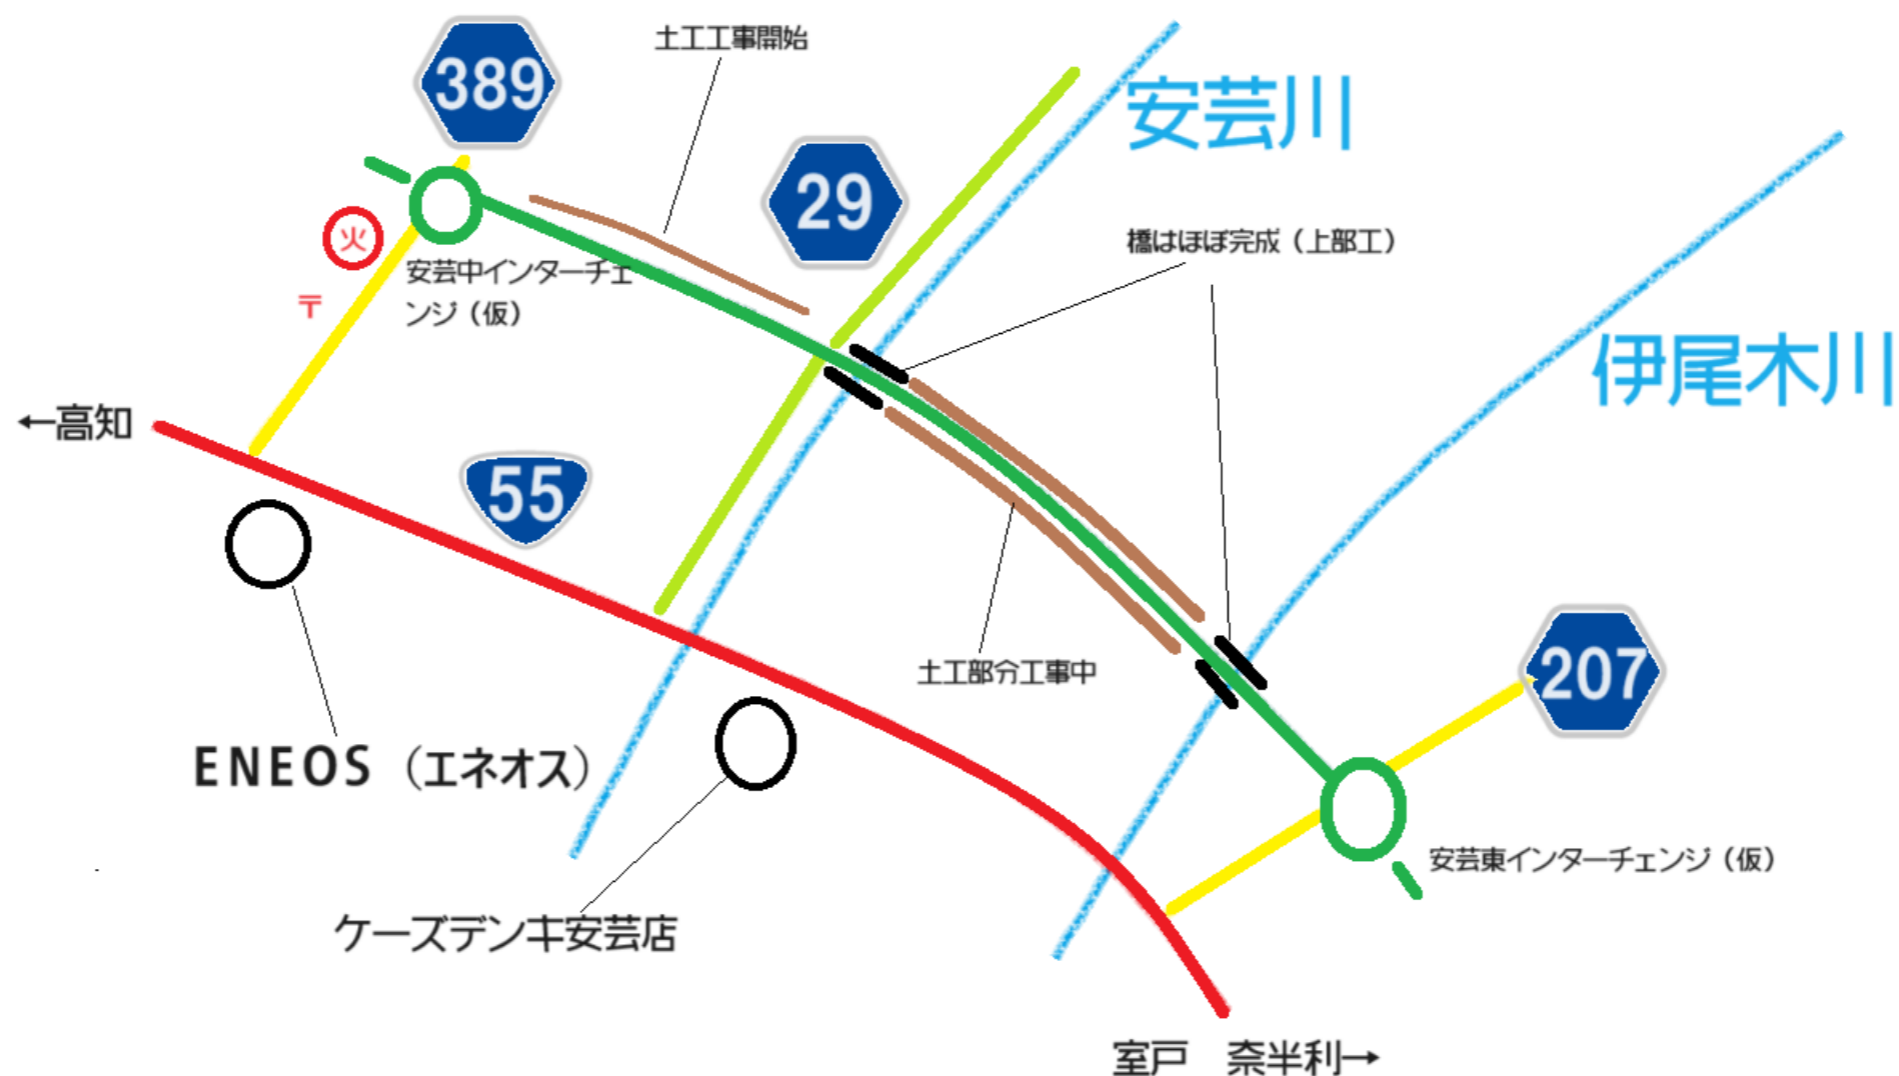 土工工事開始
389
安芸川
29
火
橋はほぼ完成（上部工）
安芸中インターチェ
ンジ（仮）
〒
伊尾木川
←高知
55
土工部分工事中
207
ENEOS（エネオス）
安芸東インターチェンジ（仮）
ケーズデンキ安芸店
室戸　奈半利→